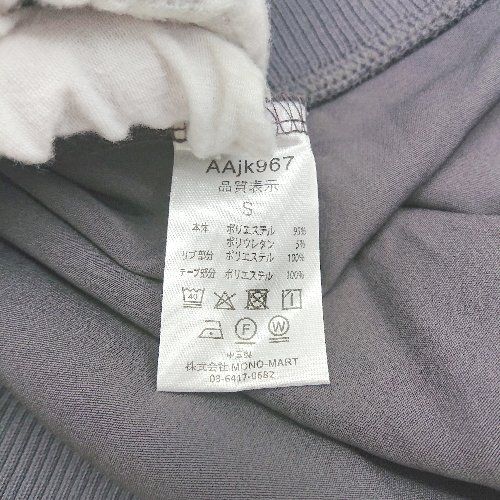 AAjk967
品質表示
S
本体 ポリエステル 95%
ポリウレタン 5%
リブ部分 ポリエステル 100%
テープ部分 ポリエステル 100%
40
F W
中国製
株式会社 MONO-MART
03-6417-0682